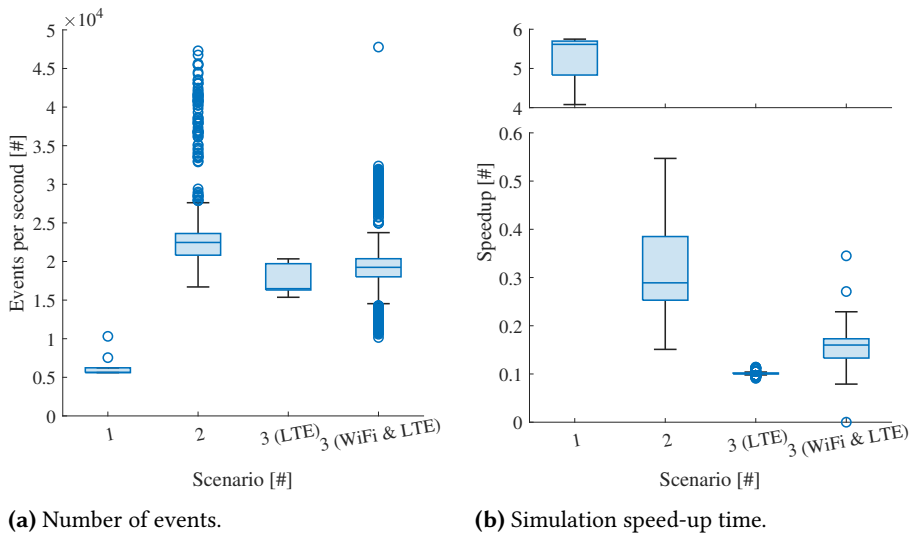 ×10⁴
5
4.5
4
3.5
3
2.5
2
1.5
1
0.5
0
Events per second [#]
1
2
3 (LTE)
3 (WiFi & LTE)
Scenario [#]
(a) Number of events.
6
5
4
0.6
0.5
0.4
0.3
0.2
0.1
0
Speedup [#]
1
2
3 (LTE)
3 (WiFi & LTE)
Scenario [#]
(b) Simulation speed-up time.